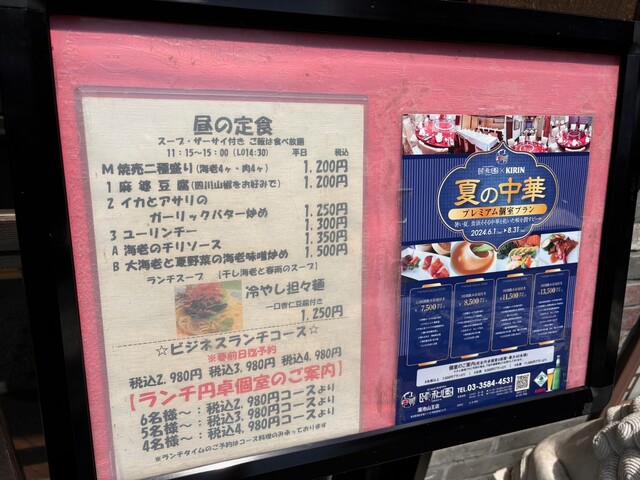 昼の定食
スープ・ザーサイ付き ご飯は食べ放題
11:15~15:00 (LO14:30) 平日 税込
M 焼売二種盛り(海老4ヶ・肉4ヶ) 1.200円
1 麻婆豆腐(四川山椒をお好みで) 1.200円
2 イカとアサリの
ガーリックバター炒め 1.250円
3 ユーリンチー 1.300円
A 海老のチリソース 1.350円
B 大海老と夏野菜の海老味噌炒め 1.500円
ランチスープ 【干し海老と春雨のスープ】
冷やし担々麺
一口杏仁豆腐付き
1.250円
☆ビジネスランチコース☆
※要前日迄予約
税込2.980円 税込3.980円 税込4.980円
【ランチ円卓個室のご案内】
6名様~:税込2.980円コースより
5名様~:税込3.980円コースより
4名様~:税込4.980円コースより
※ランチタイムのご予約はコース料理のみ承っております
×KIRIN
夏の中華
プレミアム個室プラン
2024.6.1 8.31
7,500円
8,500円
11,500円
13,500円
TEL.03-3584-4531
溜池山王店